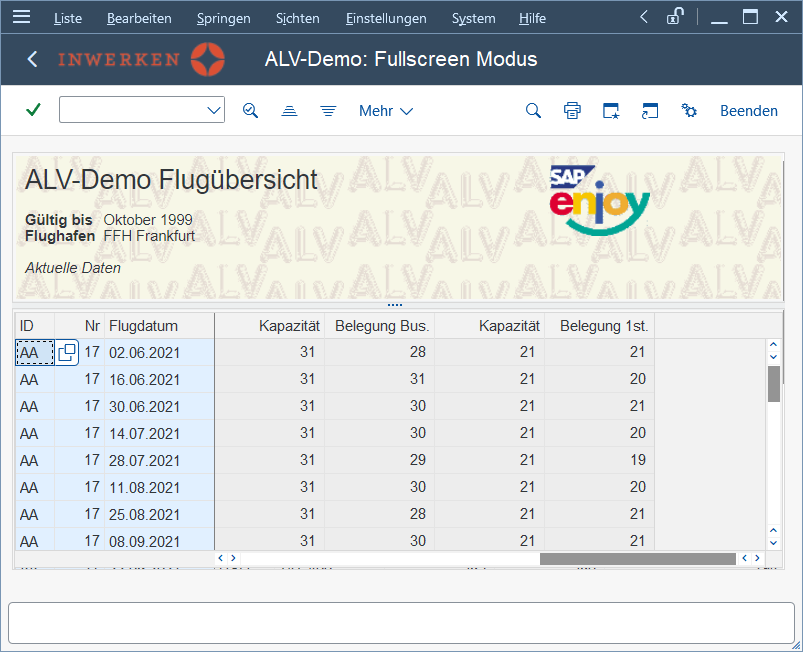 Liste Bearbeiten Springen Sichten Einstellungen System Hilfe
INWERKEN ALV-Demo: Fullscreen Modus
Mehr Beenden
ALV-Demo Flugübersicht
SAP
enjoy
Gültig bis Oktober 1999
Flughafen FFH Frankfurt
Aktuelle Daten
ID Nr Flugdatum Kapazität Belegung Bus. Kapazität Belegung 1st.
AA 17 02.06.2021 31 28 21 21
AA 17 16.06.2021 31 31 21 20
AA 17 30.06.2021 31 30 21 21
AA 17 14.07.2021 31 30 21 20
AA 17 28.07.2021 31 29 21 19
AA 17 11.08.2021 31 30 21 20
AA 17 25.08.2021 31 28 21 21
AA 17 08.09.2021 31 30 21 21